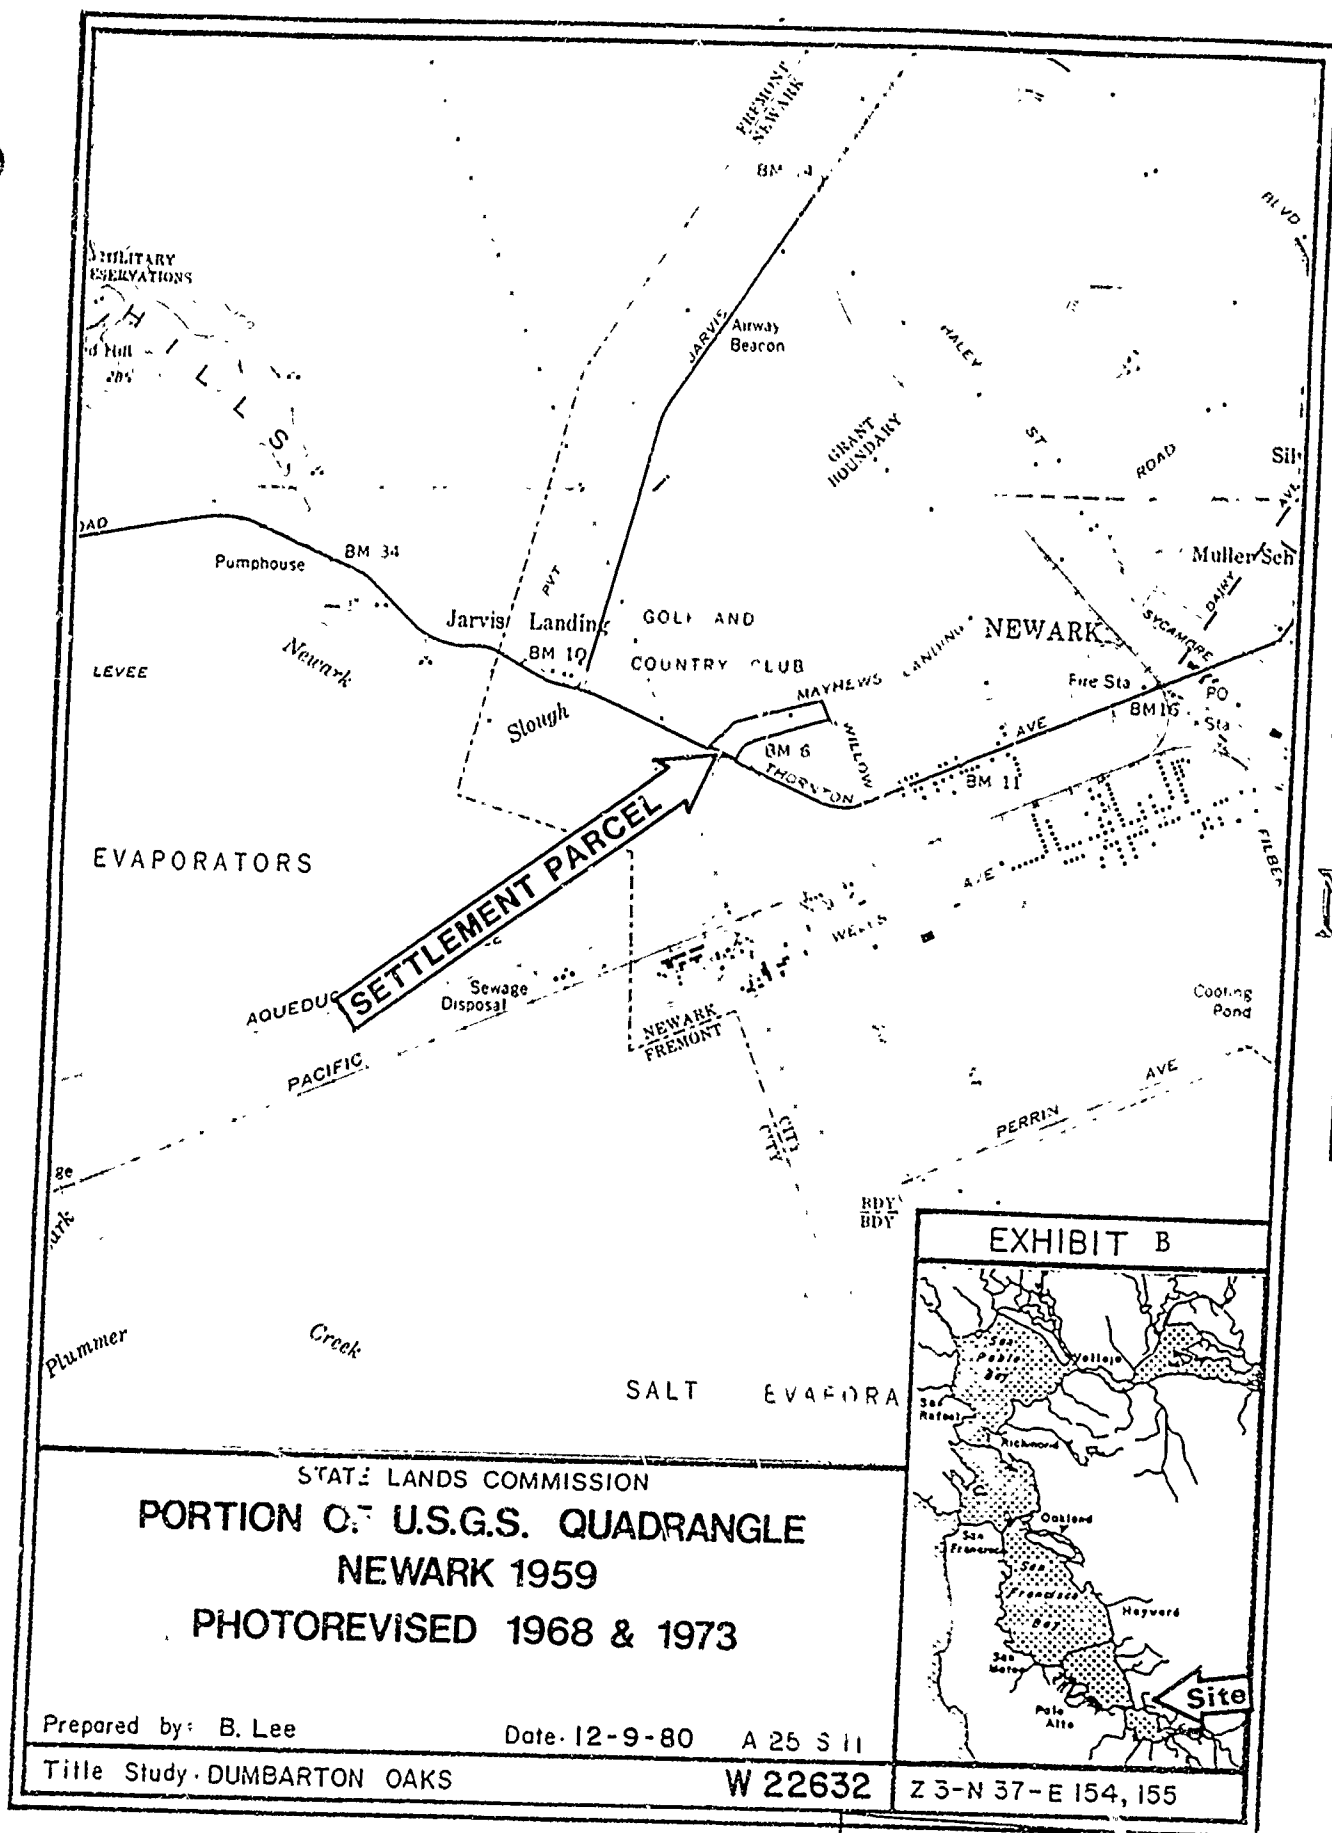 FREMONT
NEWARK
BLVD
MILITARY
HILLS
JARVIS
Airway
Beacon
HALEY
ST
GRANT
BOUNDARY
ROAD
AVE
BM 34
Pumphouse
PVT
Muller Sch
DAIRY
Jarvis Landing
GOLF AND
COUNTRY CLUB
BM 10
NEWARK
SYCAMORE
Newark
Slough
LEVEE
MAYHEWS LANDING
Fire Sta
PO
BM 16
Sta
WILLOW
BM 6
THORNTON
AVE
BM 11
SETTLEMENT PARCEL
EVAPORATORS
WELLS
AVE
Sewage
Disposal
PACIFIC
NEWARK
FREMONT
Cooling
Pond
PERRIN
AVE
CITY
CITY
BDY
BDY
Plummer
Creek
SALT
EXHIBIT B
San
Pablo
Bay
Vallejo
San
Rafael
Richmond
Oakland
San
Francisco
San
Francisco
Bay
Hayward
San
Mateo
Palo
Alto
Site
STATE LANDS COMMISSION
PORTION OF U.S.G.S. QUADRANGLE
NEWARK 1959
PHOTOREVISED 1968 & 1973
Prepared by: B. Lee
Date. 12-9-80
A 25 S 11
Title Study. DUMBARTON OAKS
W 22632
Z 3-N 37-E 154, 155